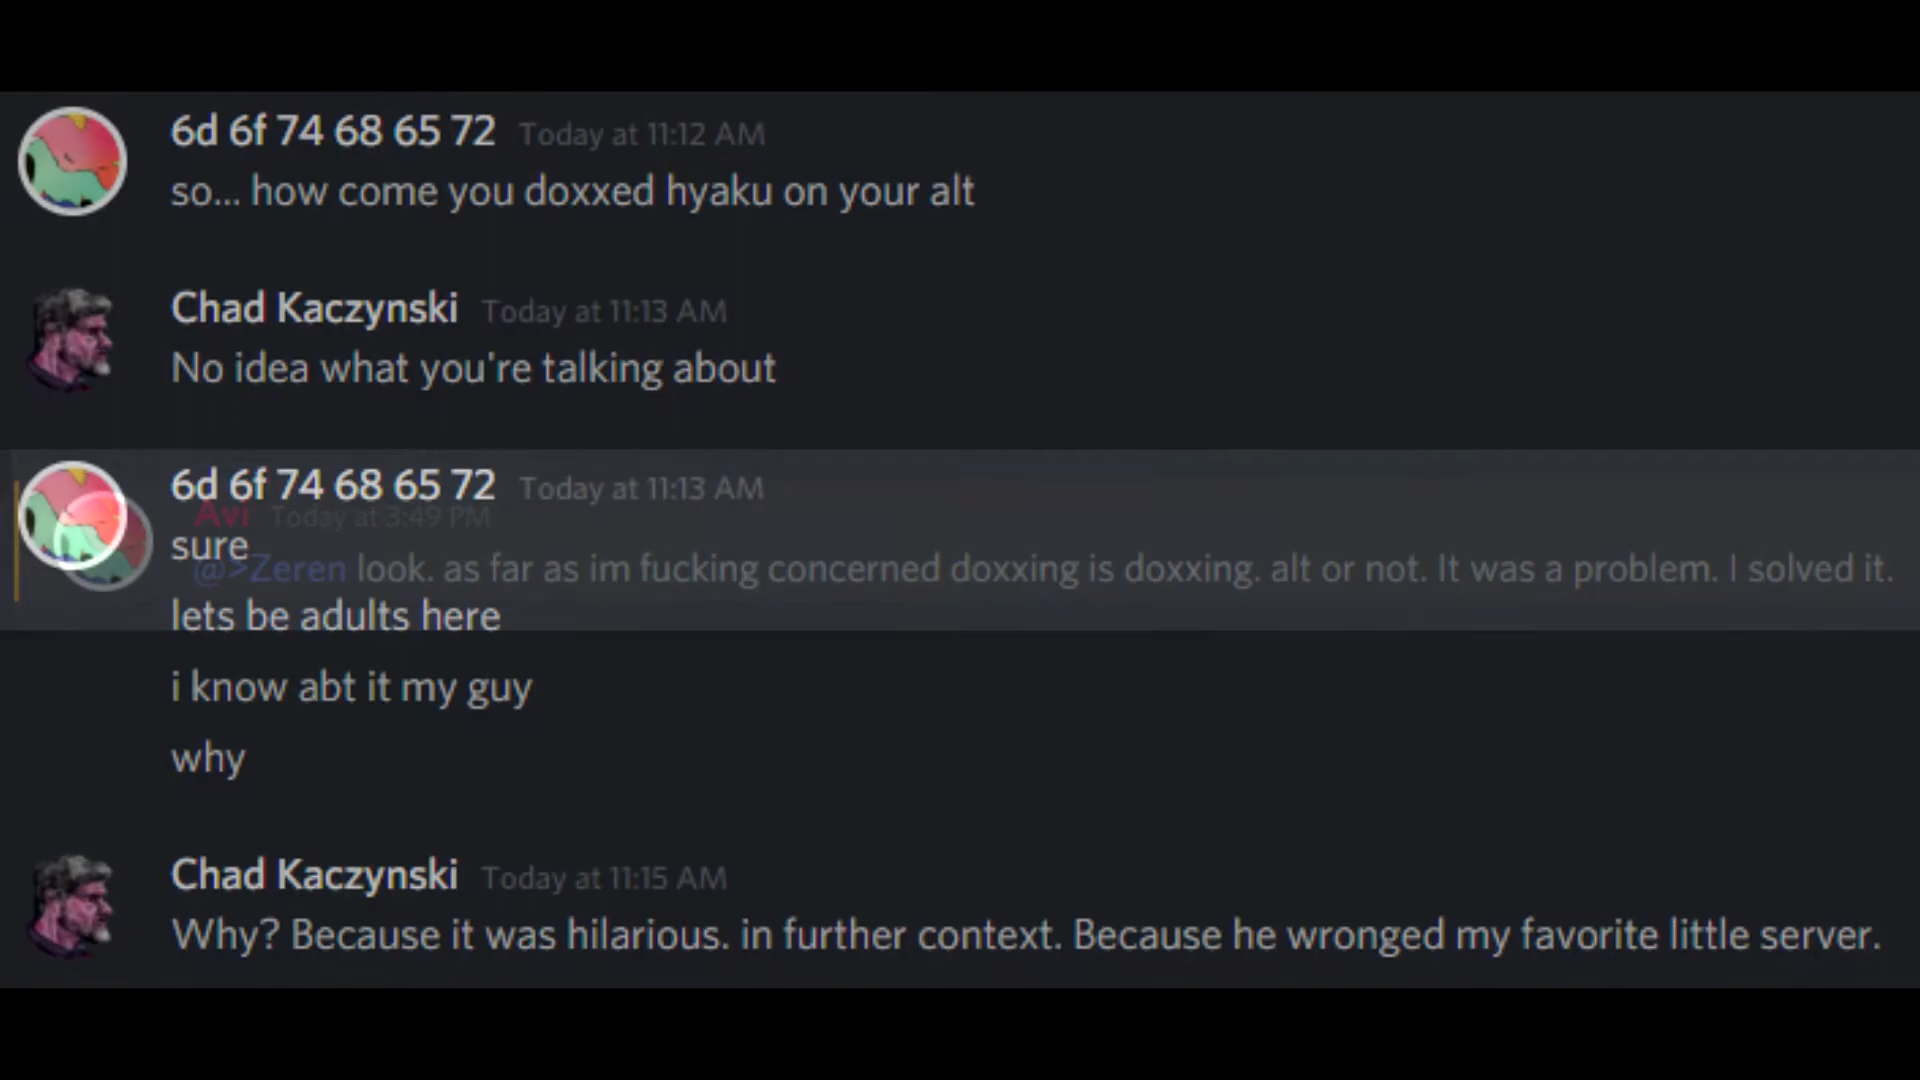 6d 6f 74 68 65 72 Today at 11:12 AM
so... how come you doxxed hyaku on your alt
Chad Kaczynski Today at 11:13 AM
No idea what you're talking about
6d 6f 74 68 65 72 Today at 11:13 AM
Avi Today at 3:49 PM
sure
@>Zeren look. as far as im fucking concerned doxxing is doxxing. alt or not. It was a problem. I solved it.
lets be adults here
i know abt it my guy
why
Chad Kaczynski Today at 11:15 AM
Why? Because it was hilarious. in further context. Because he wronged my favorite little server.